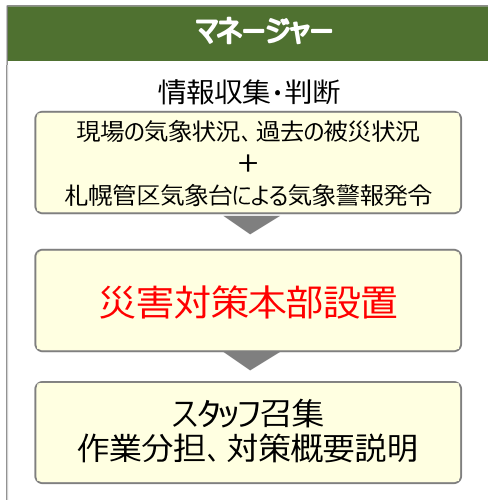 マネージャー
情報収集・判断
現場の気象状況、過去の被災状況
+
札幌管区気象台による気象警報発令
災害対策本部設置
スタッフ召集
作業分担、対策概要説明